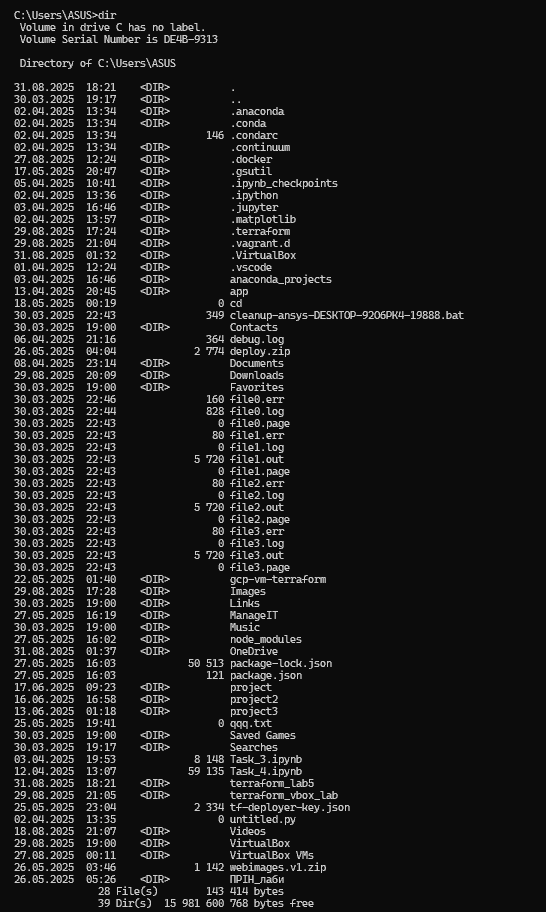 C:\Users\ASUS>dir
 Volume in drive C has no label.
 Volume Serial Number is DE4B-9313

 Directory of C:\Users\ASUS

31.08.2025  18:21    <DIR>          .
30.03.2025  19:17    <DIR>          ..
02.04.2025  13:34    <DIR>          .anaconda
02.04.2025  13:34    <DIR>          .conda
02.04.2025  13:34               146 .condarc
02.04.2025  13:34    <DIR>          .continuum
27.08.2025  12:24    <DIR>          .docker
17.05.2025  20:47    <DIR>          .gsutil
05.04.2025  10:41    <DIR>          .ipynb_checkpoints
02.04.2025  13:36    <DIR>          .ipython
03.04.2025  16:46    <DIR>          .jupyter
02.04.2025  13:57    <DIR>          .matplotlib
29.08.2025  17:24    <DIR>          .terraform
29.08.2025  21:04    <DIR>          .vagrant.d
31.08.2025  01:32    <DIR>          .VirtualBox
01.04.2025  12:24    <DIR>          .vscode
03.04.2025  16:46    <DIR>          anaconda_projects
13.04.2025  20:45    <DIR>          app
18.05.2025  00:19                 0 cd
30.03.2025  22:43               349 cleanup-ansys-DESKTOP-92O6PK4-19888.bat
30.03.2025  19:00    <DIR>          Contacts
06.04.2025  21:16               364 debug.log
26.05.2025  04:04             2 774 deploy.zip
08.04.2025  23:14    <DIR>          Documents
29.08.2025  20:09    <DIR>          Downloads
30.03.2025  19:00    <DIR>          Favorites
30.03.2025  22:46               160 file0.err
30.03.2025  22:44               828 file0.log
30.03.2025  22:43                 0 file0.page
30.03.2025  22:43                80 file1.err
30.03.2025  22:43                 0 file1.log
30.03.2025  22:43             5 720 file1.out
30.03.2025  22:43                 0 file1.page
30.03.2025  22:43                80 file2.err
30.03.2025  22:43                 0 file2.log
30.03.2025  22:43             5 720 file2.out
30.03.2025  22:43                 0 file2.page
30.03.2025  22:43                80 file3.err
30.03.2025  22:43                 0 file3.log
30.03.2025  22:43             5 720 file3.out
30.03.2025  22:43                 0 file3.page
22.05.2025  01:40    <DIR>          gcp-vm-terraform
29.08.2025  17:28    <DIR>          Images
30.03.2025  19:00    <DIR>          Links
27.05.2025  16:19    <DIR>          ManageIT
30.03.2025  19:00    <DIR>          Music
27.05.2025  16:02    <DIR>          node_modules
31.08.2025  01:37    <DIR>          OneDrive
27.05.2025  16:03            50 513 package-lock.json
27.05.2025  16:03               121 package.json
17.06.2025  09:23    <DIR>          project
16.06.2025  16:58    <DIR>          project2
13.06.2025  01:18    <DIR>          project3
25.05.2025  19:41                 0 qqq.txt
30.03.2025  19:00    <DIR>          Saved Games
30.03.2025  19:17    <DIR>          Searches
03.04.2025  19:53             8 148 Task_3.ipynb
12.04.2025  13:07            59 135 Task_4.ipynb
31.08.2025  18:21    <DIR>          terraform_lab5
29.08.2025  21:05    <DIR>          terraform_vbox_lab
25.05.2025  23:04             2 334 tf-deployer-key.json
02.04.2025  13:35                 0 untitled.py
18.08.2025  21:07    <DIR>          Videos
29.08.2025  19:00    <DIR>          VirtualBox
27.08.2025  00:11    <DIR>          VirtualBox VMs
26.05.2025  03:46             1 142 webimages.v1.zip
26.05.2025  05:26    <DIR>          ПРІН_лаби
              28 File(s)        143 414 bytes
              39 Dir(s)  15 981 600 768 bytes free